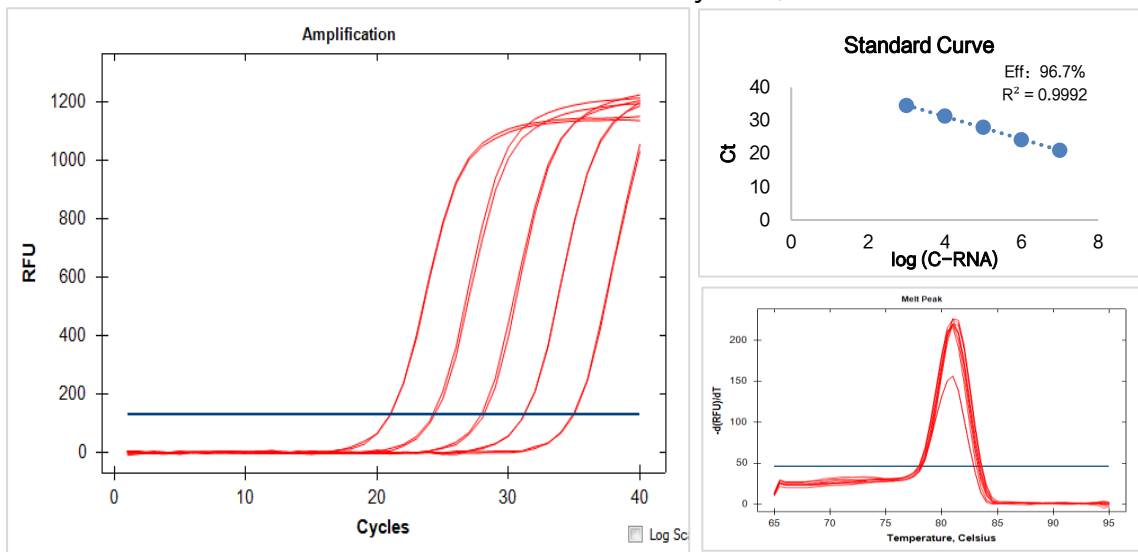 Amplification
1200
1000
800
600
400
200
0
RFU
0 10 20 30 40
Cycles
Log Sc
Standard Curve
Eff: 96.7%
R² = 0.9992
40
30
20
10
0
Ct
0 2 4 6 8
log (C-RNA)
Melt Peak
200
150
100
50
0
-d(RFU)/dT
65 70 75 80 85 90 95
Temperature, Celsius